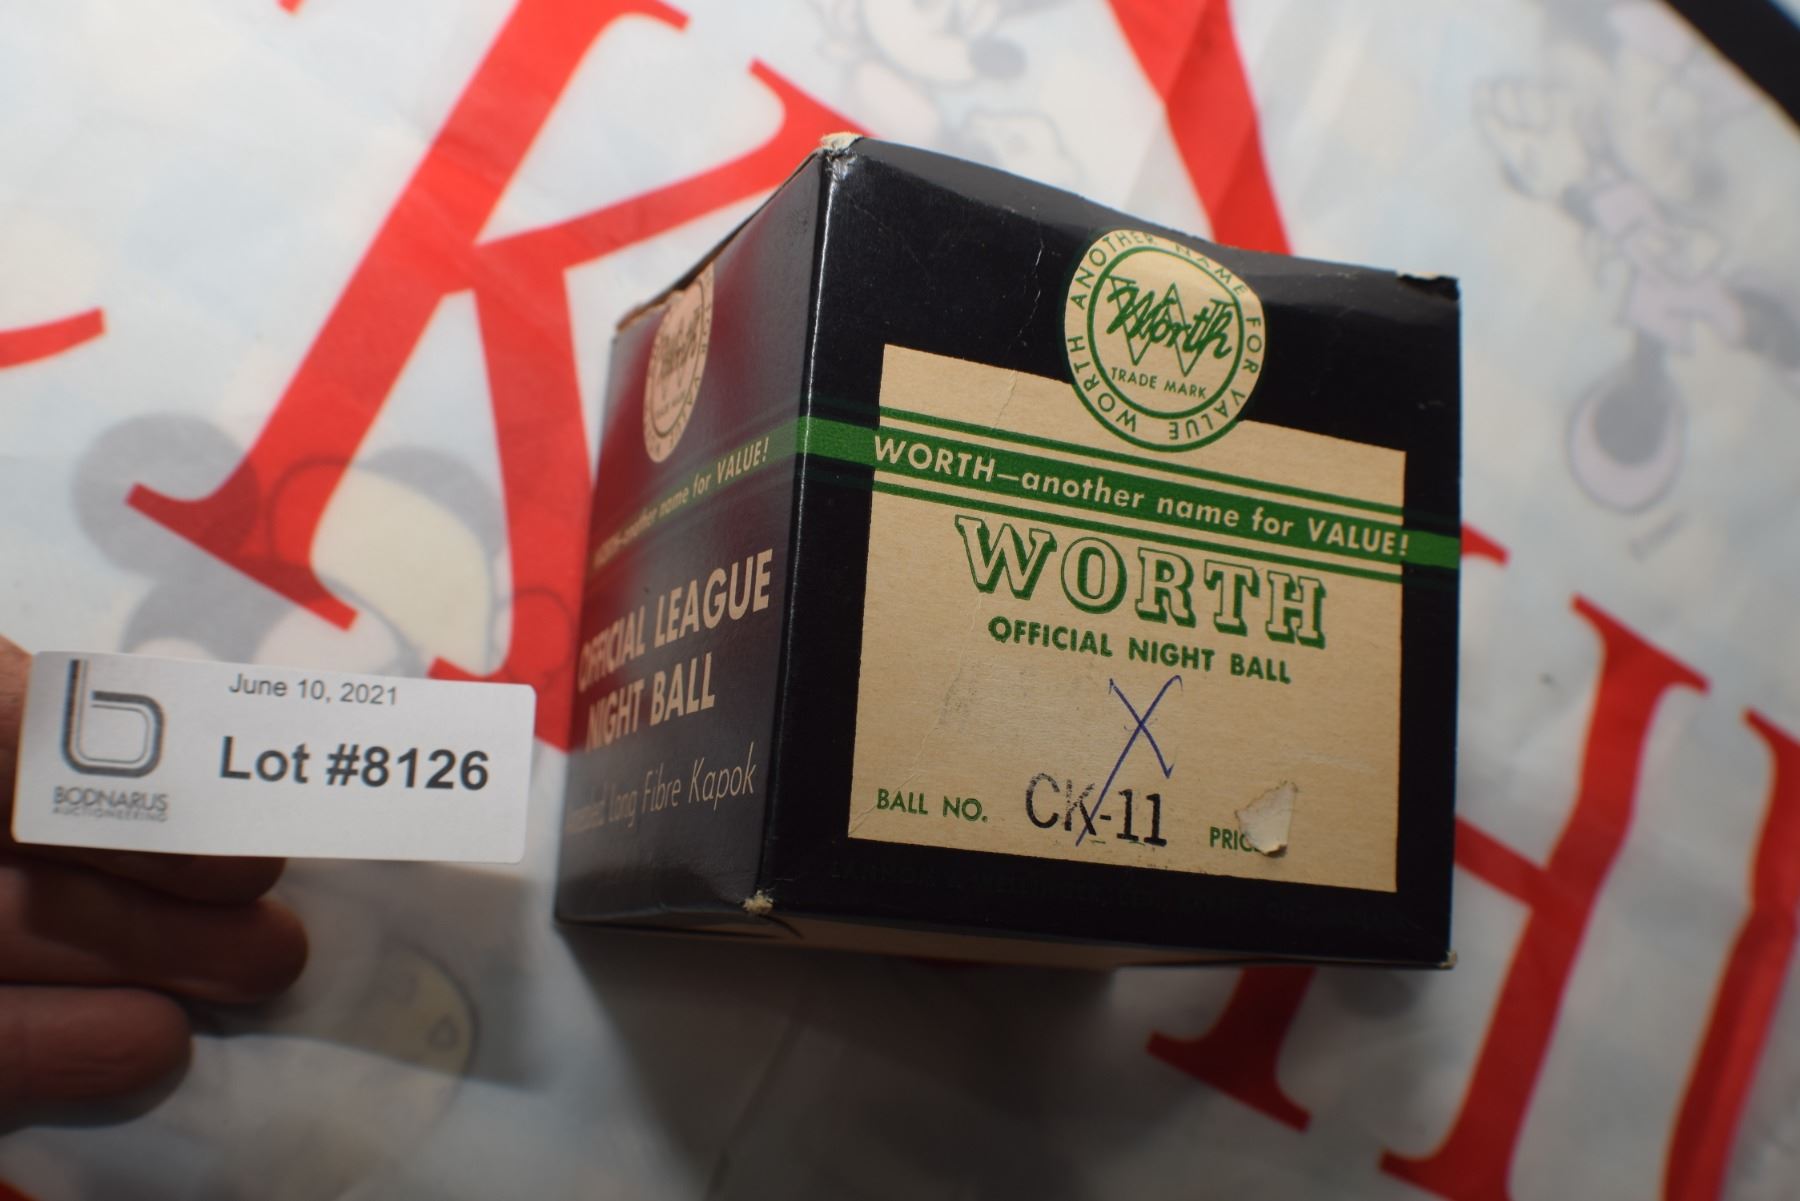 June 10, 2021
Lot #8126
BODNARUS
AUCTIONEERING
WORTH ANOTHER NAME FOR VALUE
Worth
TRADE MARK
WORTH—another name for VALUE!
WORTH
OFFICIAL NIGHT BALL
X
BALL NO. CK-11
WORTH—another name for VALUE!
OFFICIAL LEAGUE
NIGHT BALL
long Fibre Kapok